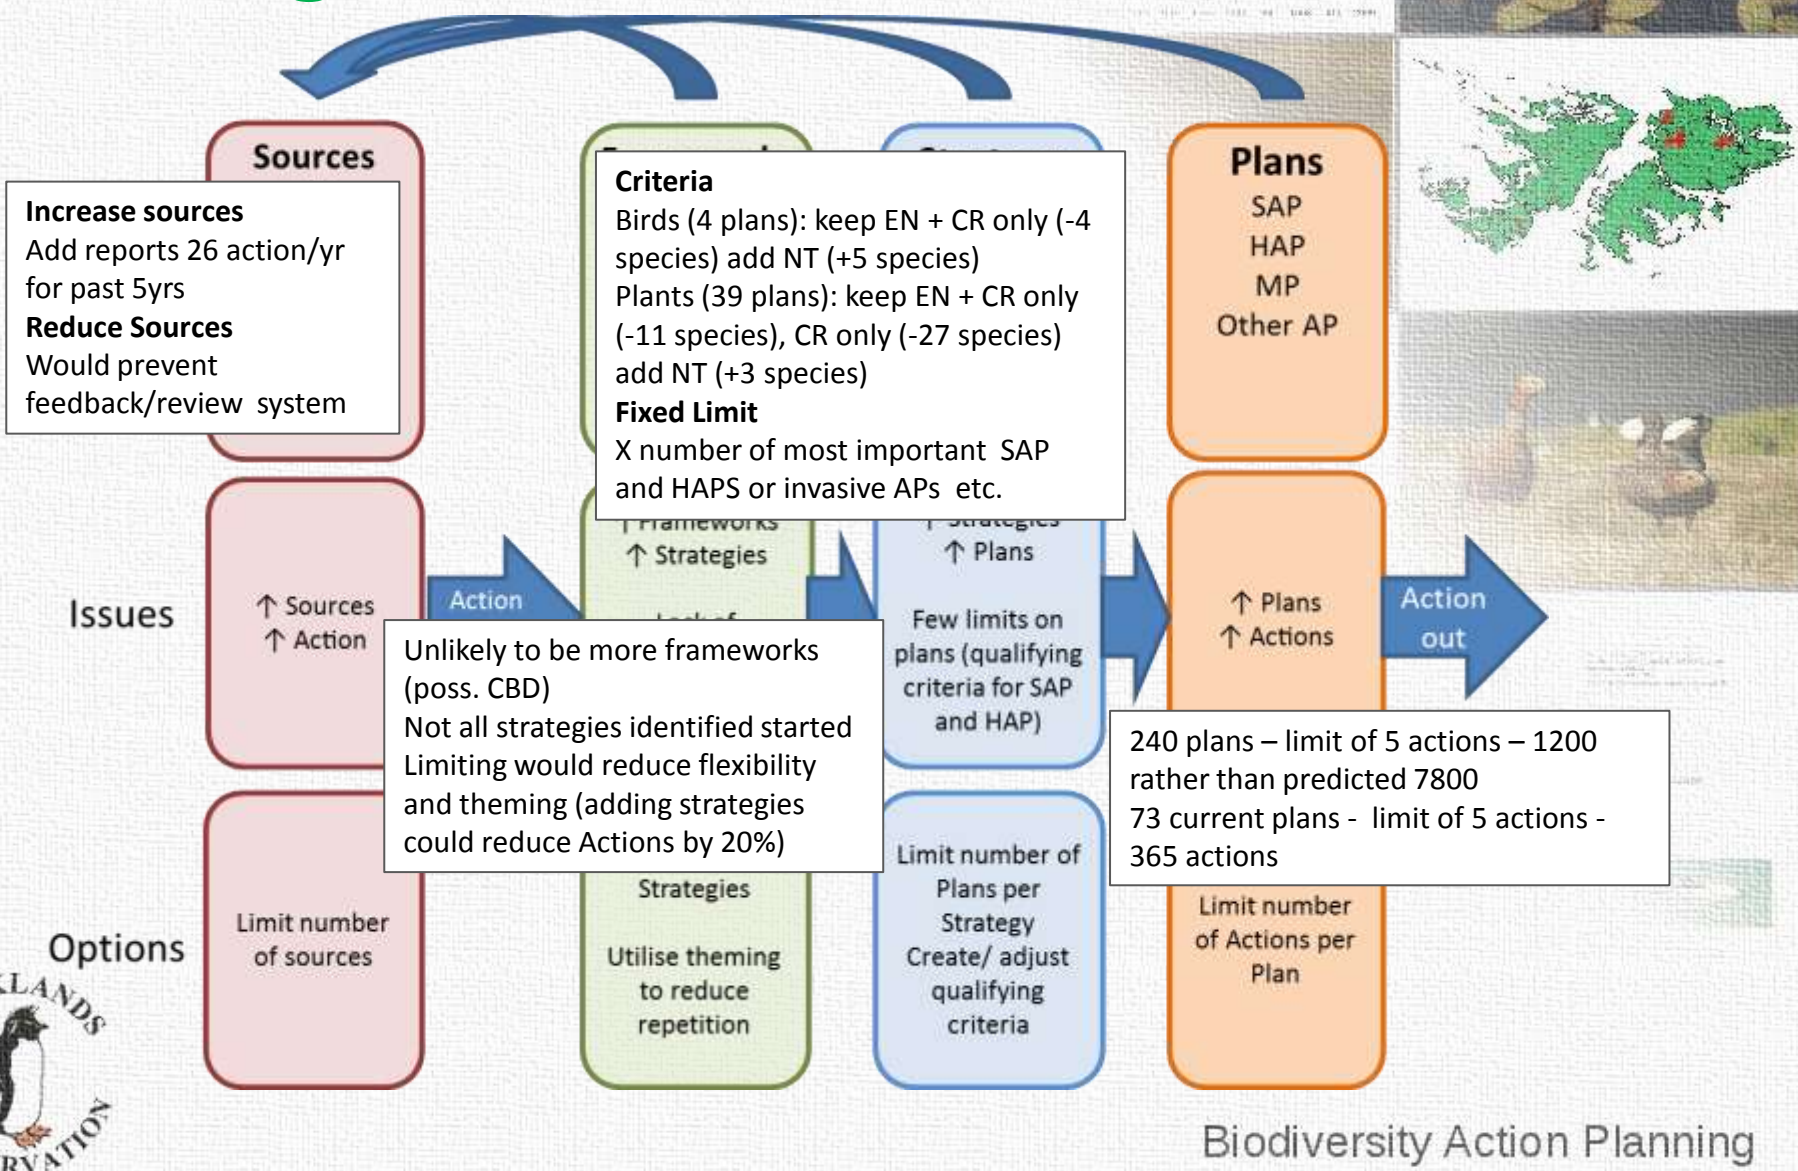 Sources
Increase sources
Add reports 26 action/yr
for past 5yrs
Reduce Sources
Would prevent
feedback/review system
Criteria
Birds (4 plans): keep EN + CR only (-4
species) add NT (+5 species)
Plants (39 plans): keep EN + CR only
(-11 species), CR only (-27 species)
add NT (+3 species)
Fixed Limit
X number of most important SAP
and HAPS or invasive APs etc.
Plans
SAP
HAP
MP
Other AP
Issues
↑ Sources
↑ Action
Action
↑ Frameworks
↑ Strategies
Lack of
Unlikely to be more frameworks
(poss. CBD)
Not all strategies identified started
Limiting would reduce flexibility
and theming (adding strategies
could reduce Actions by 20%)
↑ Strategies
↑ Plans
Few limits on
plans (qualifying
criteria for SAP
and HAP)
↑ Plans
↑ Actions
Action
out
240 plans – limit of 5 actions – 1200
rather than predicted 7800
73 current plans - limit of 5 actions -
365 actions
Options
Limit number
of sources
Strategies
Utilise theming
to reduce
repetition
Limit number of
Plans per
Strategy
Create/ adjust
qualifying
criteria
Limit number
of Actions per
Plan
KLANDS
RVATION
Biodiversity Action Planning